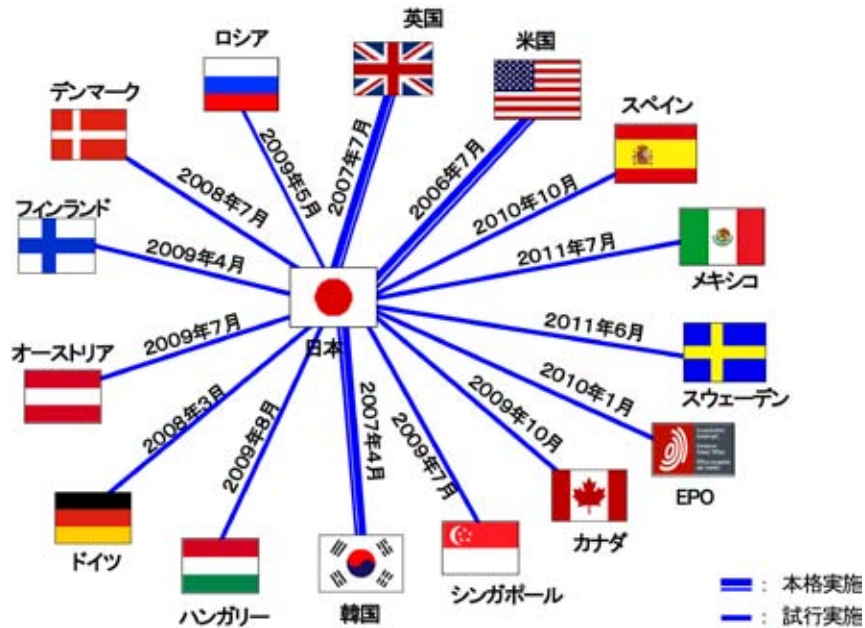 英国
ロシア
米国
デンマーク
スペイン
フィンランド
メキシコ
オーストリア
スウェーデン
ドイツ
EPO
カナダ
ハンガリー
韓国
シンガポール
日本
2009年5月
2007年7月
2006年7月
2008年7月
2010年10月
2009年4月
2011年7月
2009年7月
2011年6月
2008年3月
2010年1月
2009年8月
2007年4月
2009年7月
2009年10月
： 本格実施
： 試行実施